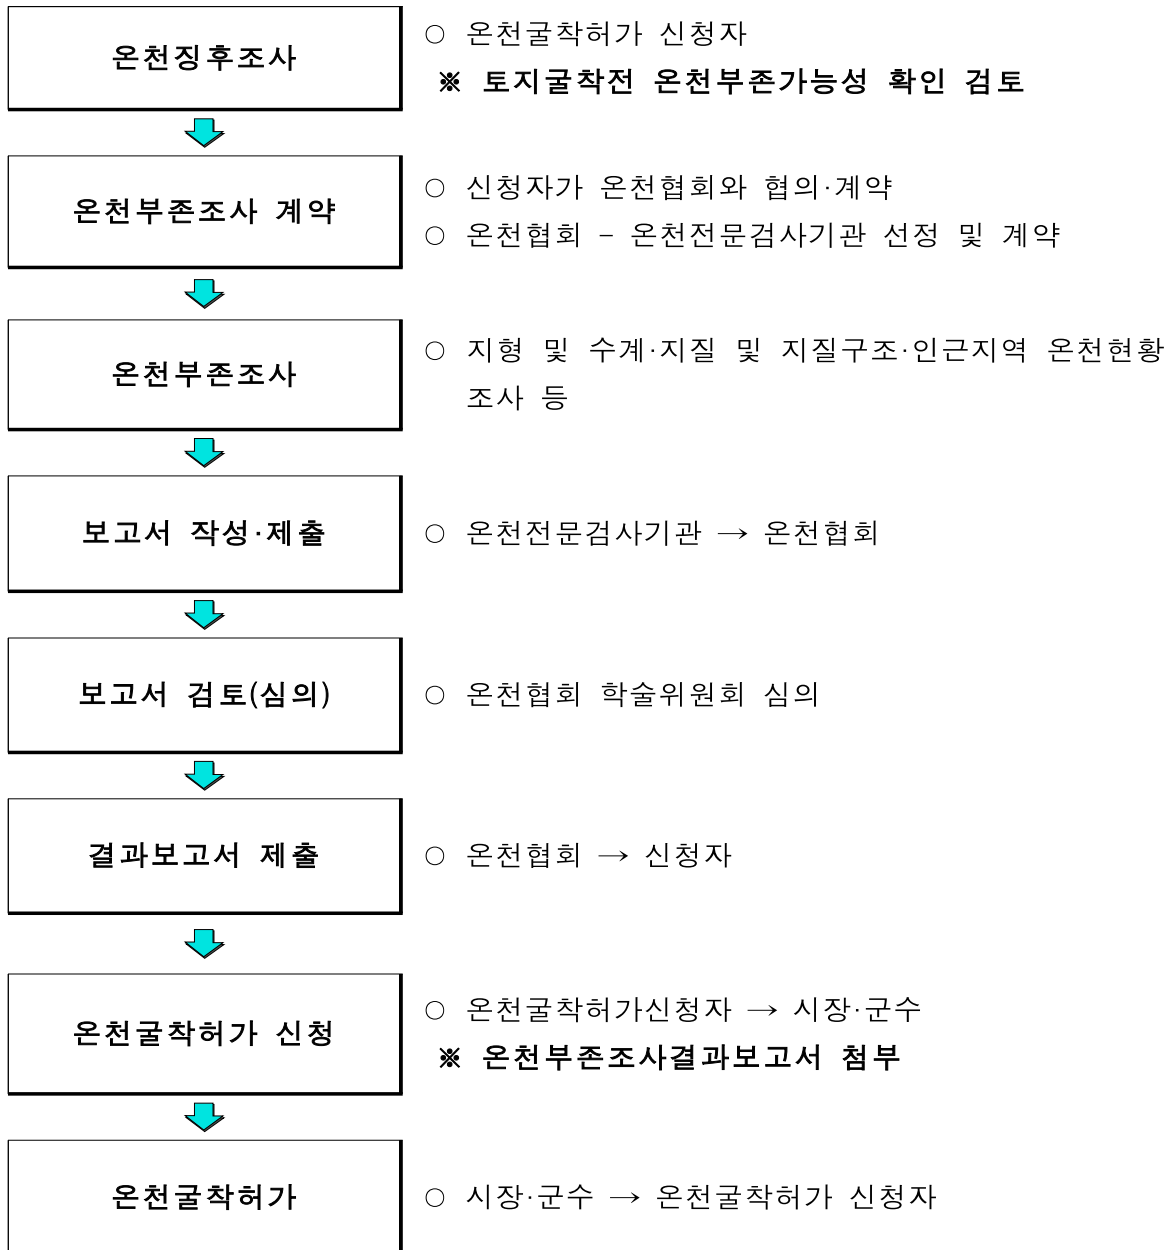 온천징후조사
○ 온천굴착허가 신청자
※ 토지굴착전 온천부존가능성 확인 검토
온천부존조사 계약
○ 신청자가 온천협회와 협의·계약
○ 온천협회 – 온천전문검사기관 선정 및 계약
온천부존조사
○ 지형 및 수계·지질 및 지질구조·인근지역 온천현황
조사 등
보고서 작성·제출
○ 온천전문검사기관 → 온천협회
보고서 검토(심의)
○ 온천협회 학술위원회 심의
결과보고서 제출
○ 온천협회 → 신청자
온천굴착허가 신청
○ 온천굴착허가신청자 → 시장·군수
※ 온천부존조사결과보고서 첨부
온천굴착허가
○ 시장·군수 → 온천굴착허가 신청자